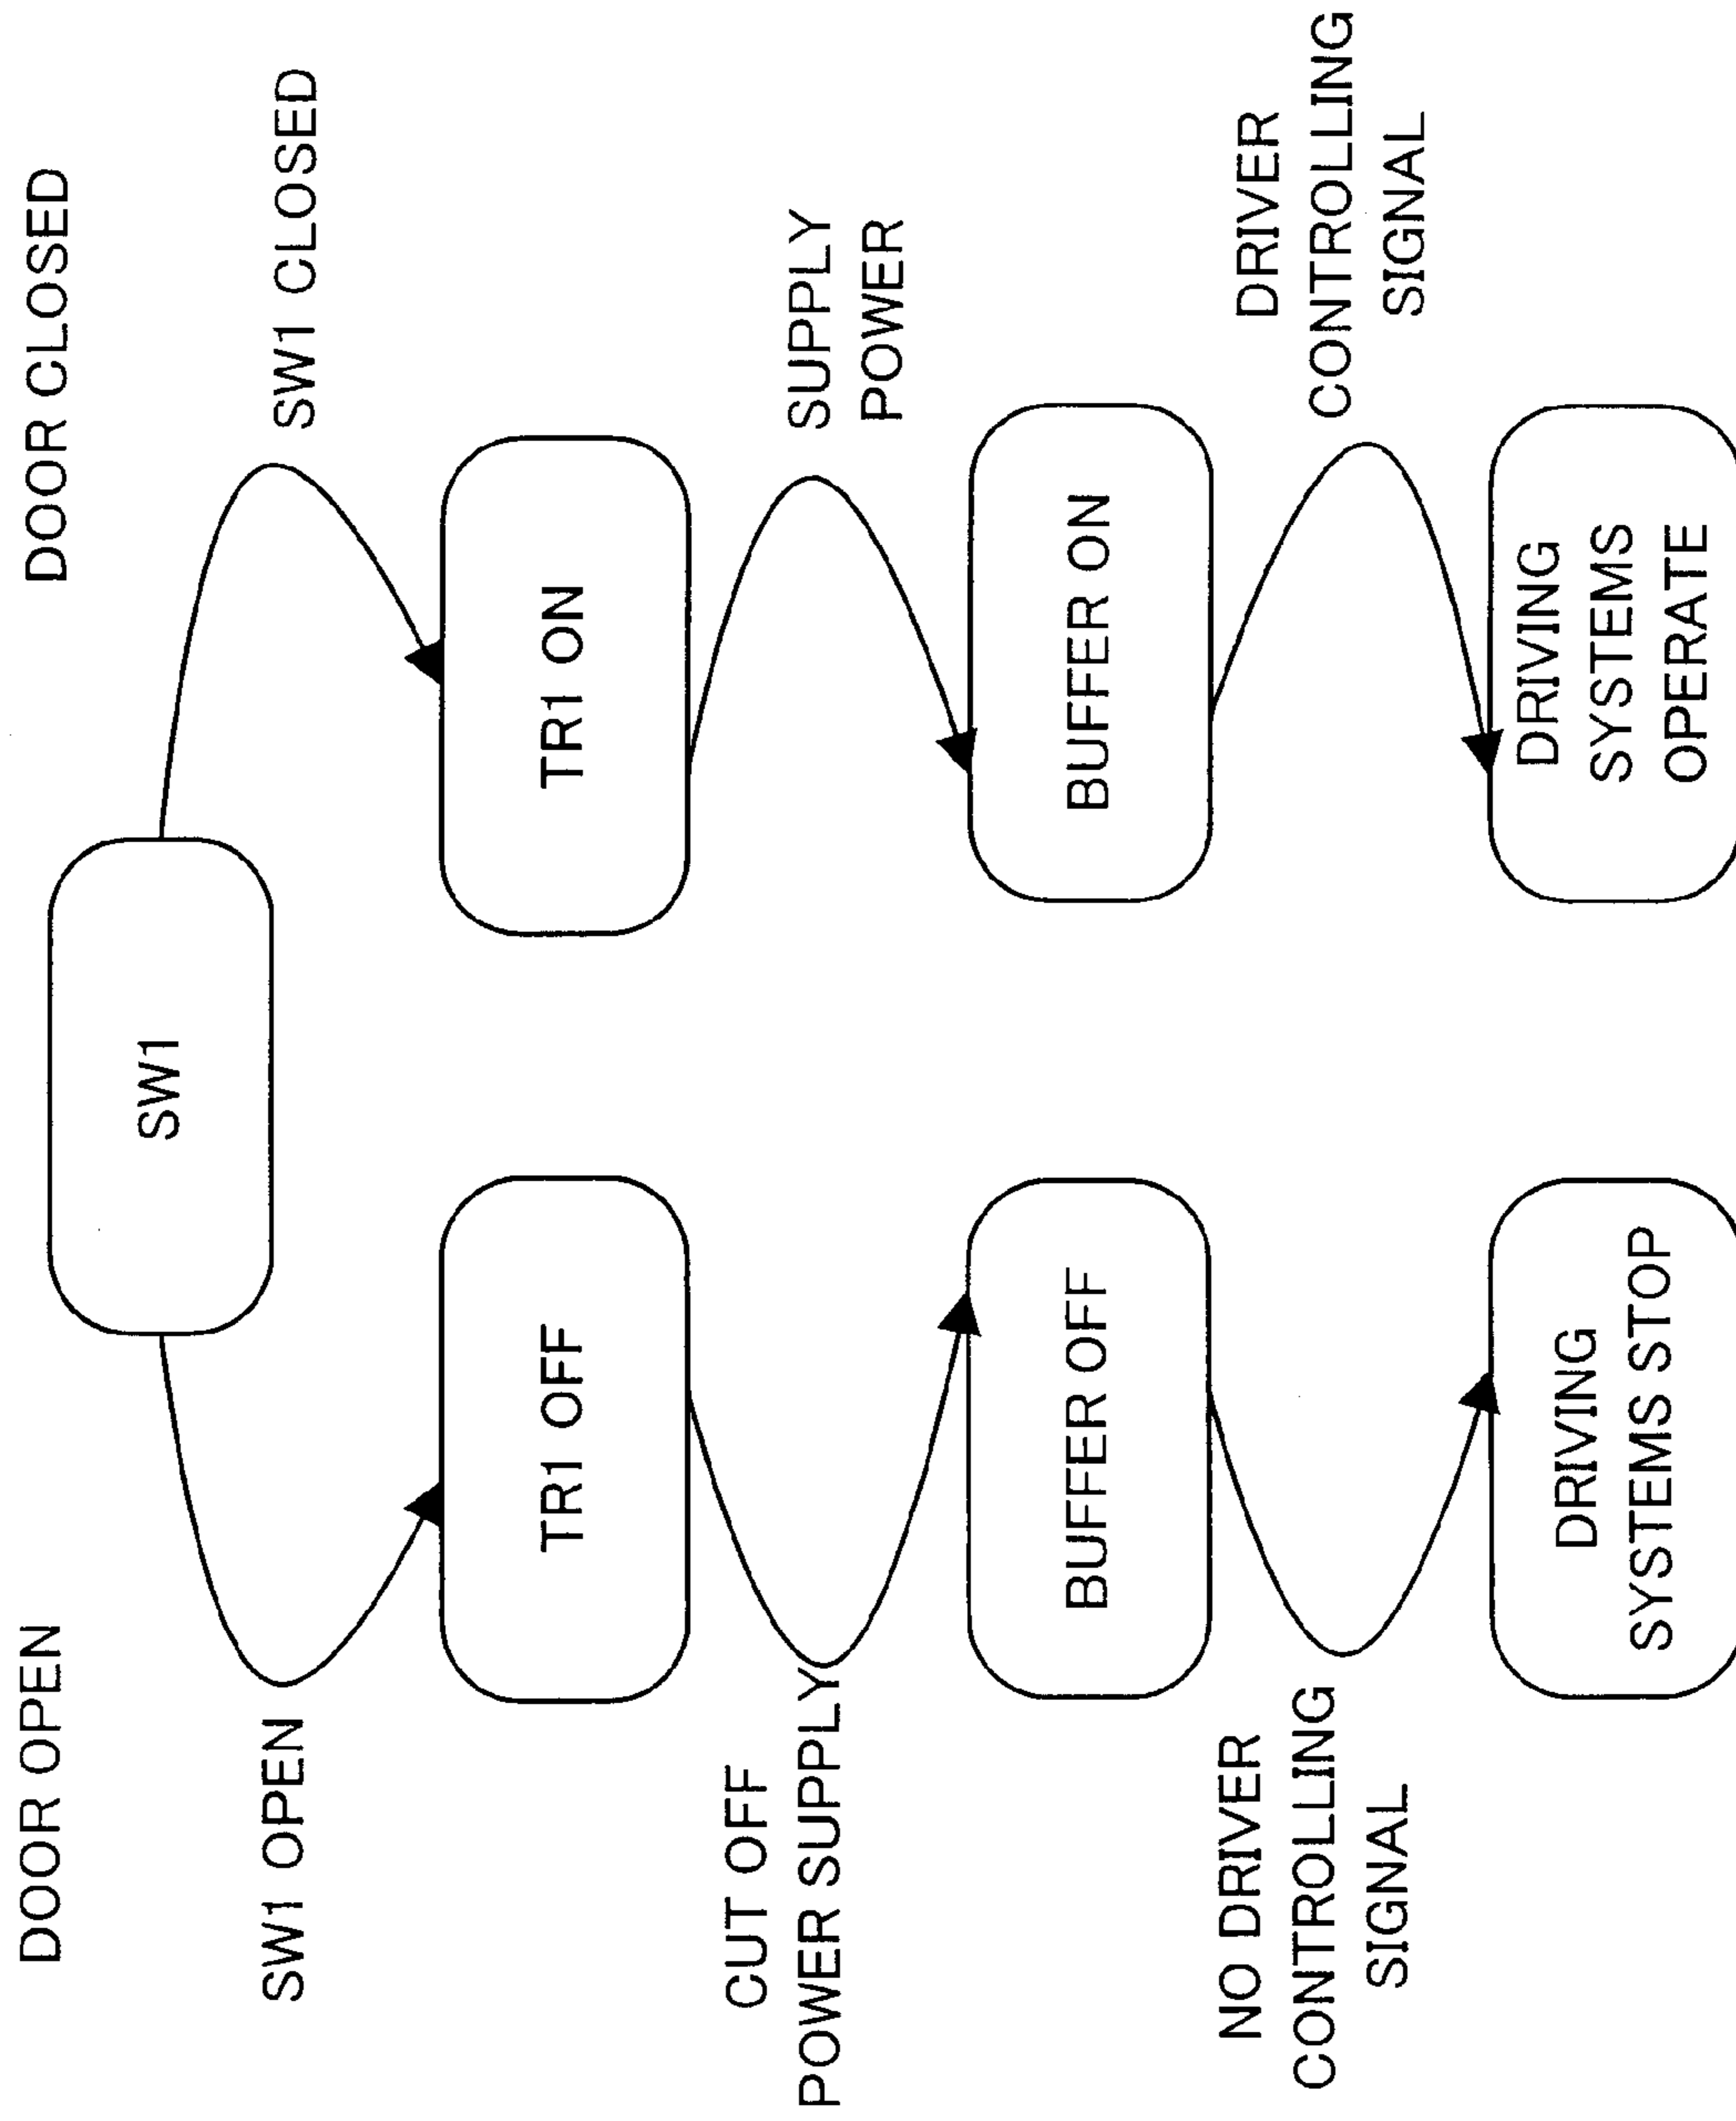 DOOR OPEN
DOOR CLOSED
SW1
SW1 OPEN
SW1 CLOSED
TR1 OFF
TR1 ON
CUT OFF
POWER SUPPLY
SUPPLY
POWER
BUFFER OFF
BUFFER ON
NO DRIVER
CONTROLLING
SIGNAL
DRIVER
CONTROLLING
SIGNAL
DRIVING
SYSTEMS STOP
DRIVING
SYSTEMS
OPERATE